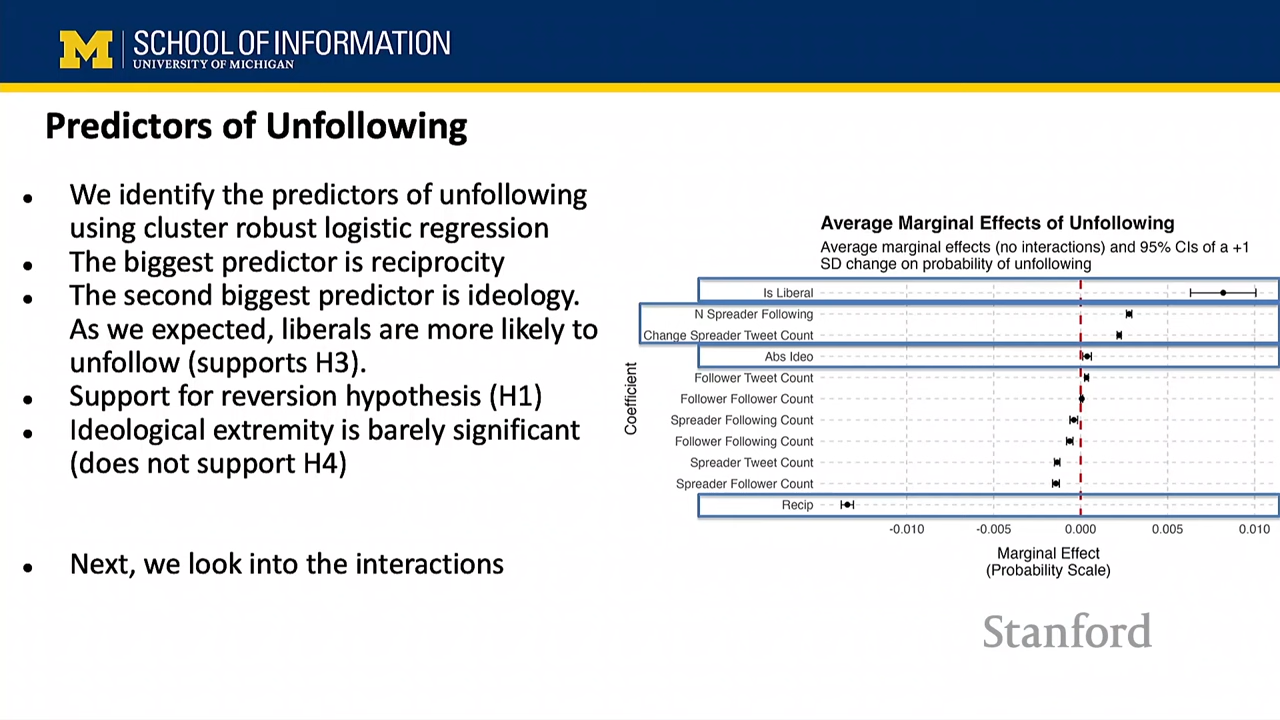 M SCHOOL OF INFORMATION
UNIVERSITY OF MICHIGAN
Predictors of Unfollowing
• We identify the predictors of unfollowing
using cluster robust logistic regression
• The biggest predictor is reciprocity
• The second biggest predictor is ideology.
As we expected, liberals are more likely to
unfollow (supports H3).
• Support for reversion hypothesis (H1)
• Ideological extremity is barely significant
(does not support H4)
• Next, we look into the interactions
Average Marginal Effects of Unfollowing
Average marginal effects (no interactions) and 95% CIs of a +1
SD change on probability of unfollowing
Coefficient
Is Liberal
N Spreader Following
Change Spreader Tweet Count
Abs Ideo
Follower Tweet Count
Follower Follower Count
Spreader Following Count
Follower Following Count
Spreader Tweet Count
Spreader Follower Count
Recip
-0.010 -0.005 0.000 0.005 0.010
Marginal Effect
(Probability Scale)
Stanford